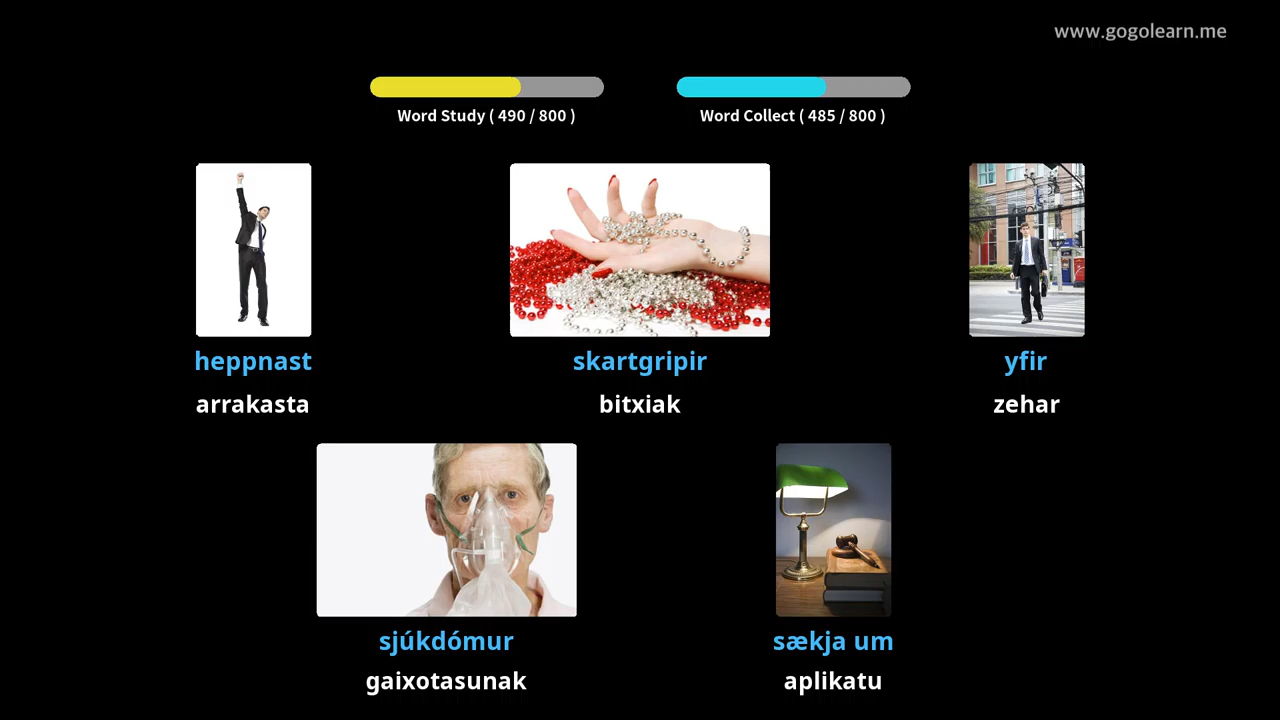 www.gogolearn.me
Word Study ( 490 / 800 )
Word Collect ( 485 / 800 )
heppnast
skartgripir
yfir
arrakasta
bitxiak
zehar
sjúkdómur
sækja um
gaixotasunak
aplikatu